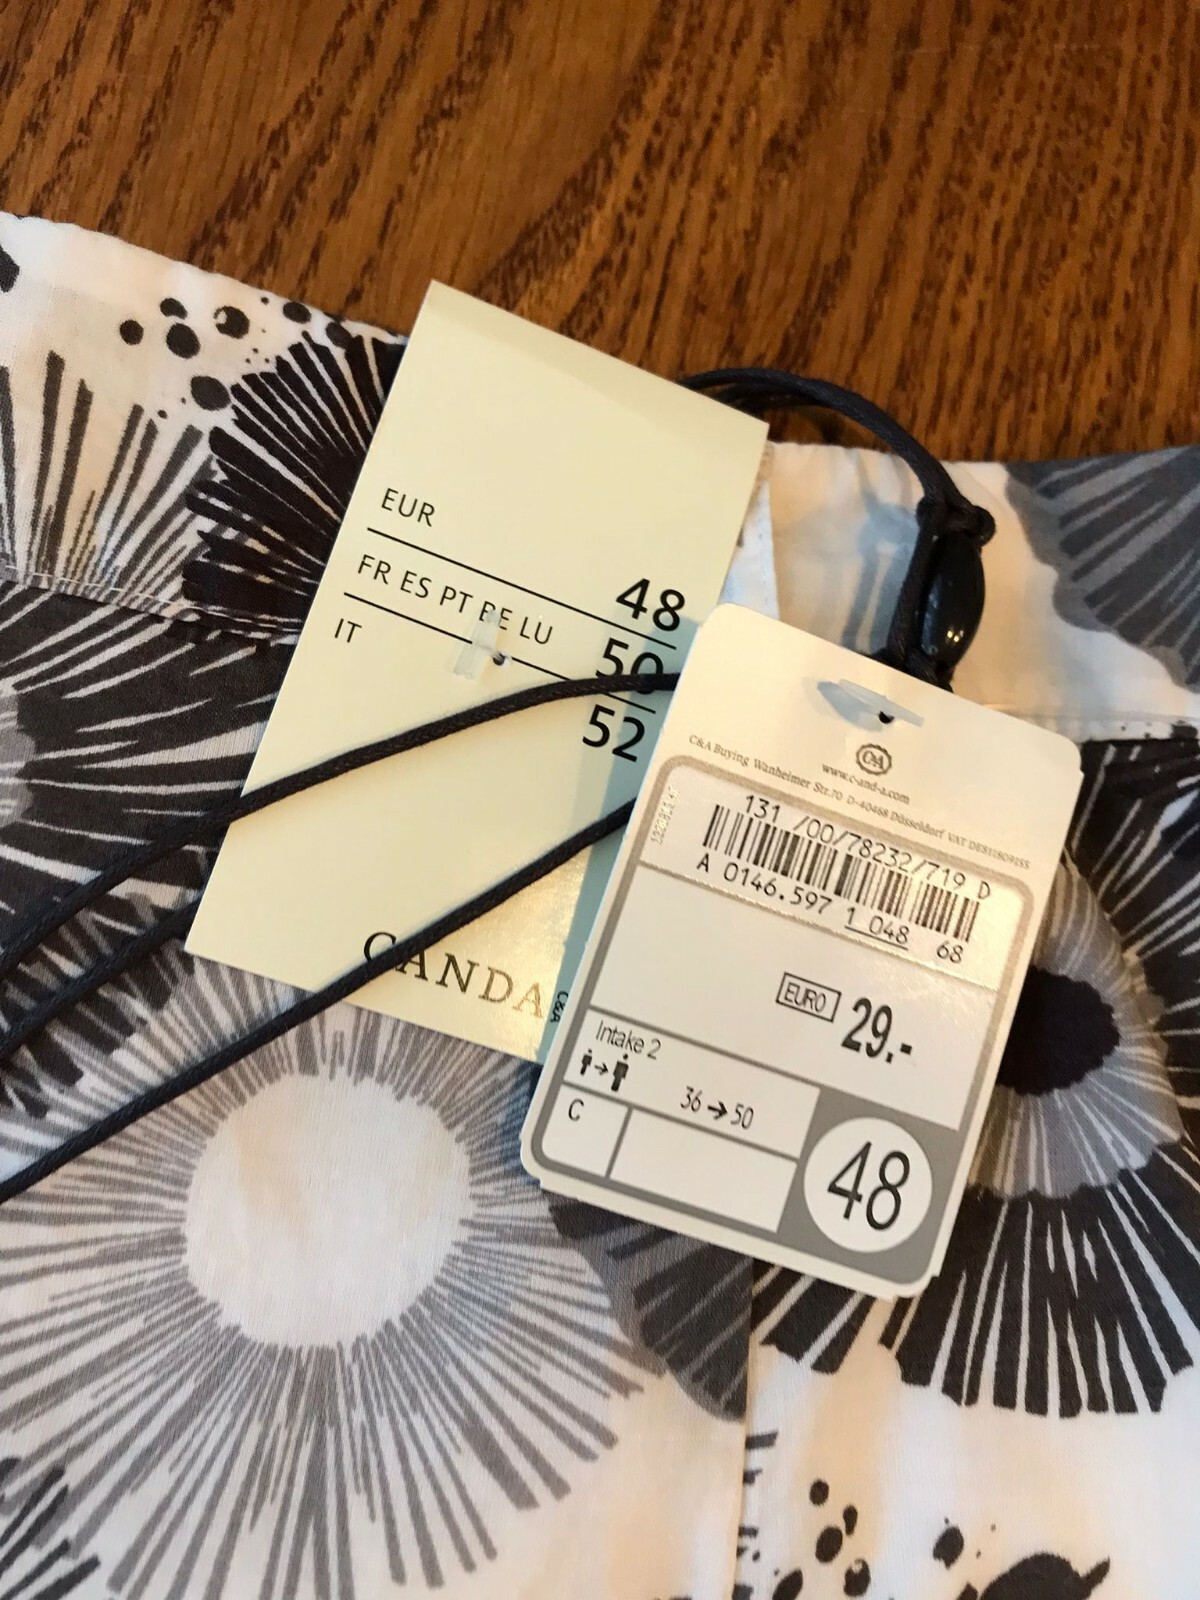 EUR 48
FR ES PT BE LU 50
IT 52
CANDA
C&A
C&A
www.c-and-a.com
C&A Buying Wanheimer Str.70 D-40468 Düsseldorf VAT
131 /00/78232/719 D
A 0146.597 1 048 68
EURO 29.-
Intake 2
36 → 50
C
48